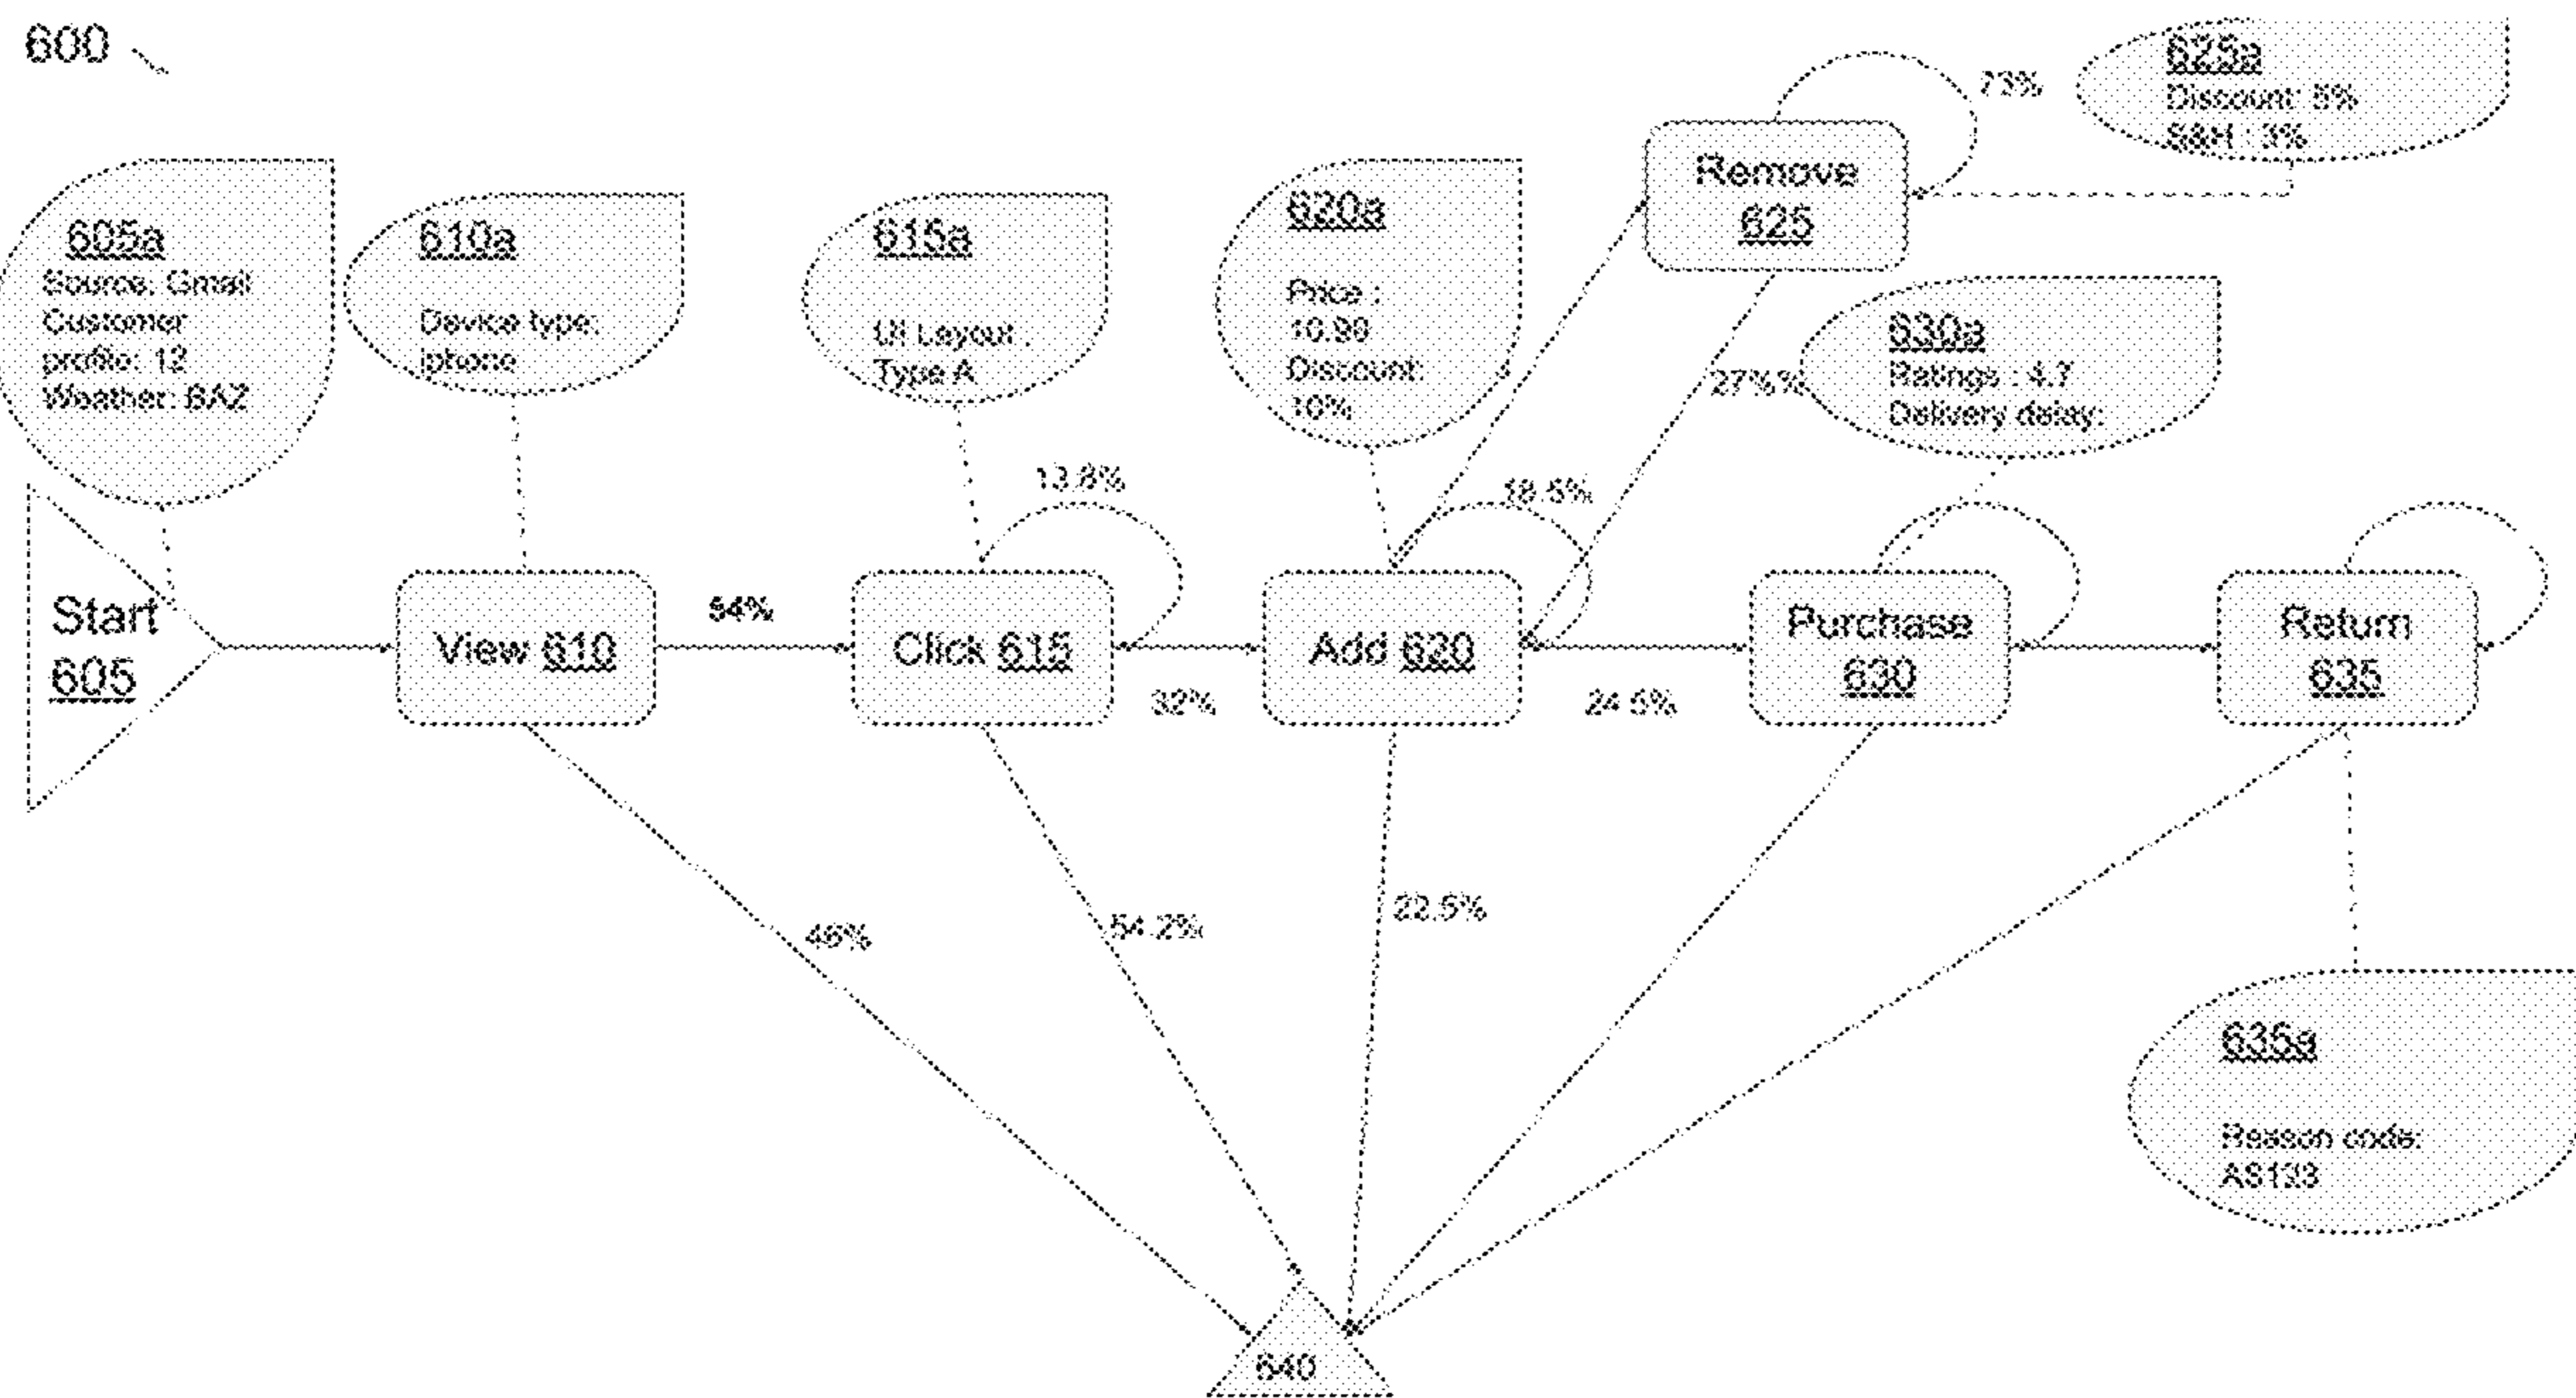 600
625a
Discount: 5%
S&H : 3%
73%
Remove
625
605a
Source: Gmail
Customer
profile: 12
Weather: BAZ
610a
Device type:
iphone
615a
UI Layout :
Type A
620a
Price :
10.99
Discount:
10%
27%%
630a
Ratings : 4.7
Delivery delay:
13.8%
18.5%
Start
605
View 610
54%
Click 615
32%
Add 620
24.5%
Purchase
630
Return
635
46%
54.2%
22.5%
635a
Reason code:
AS123
640